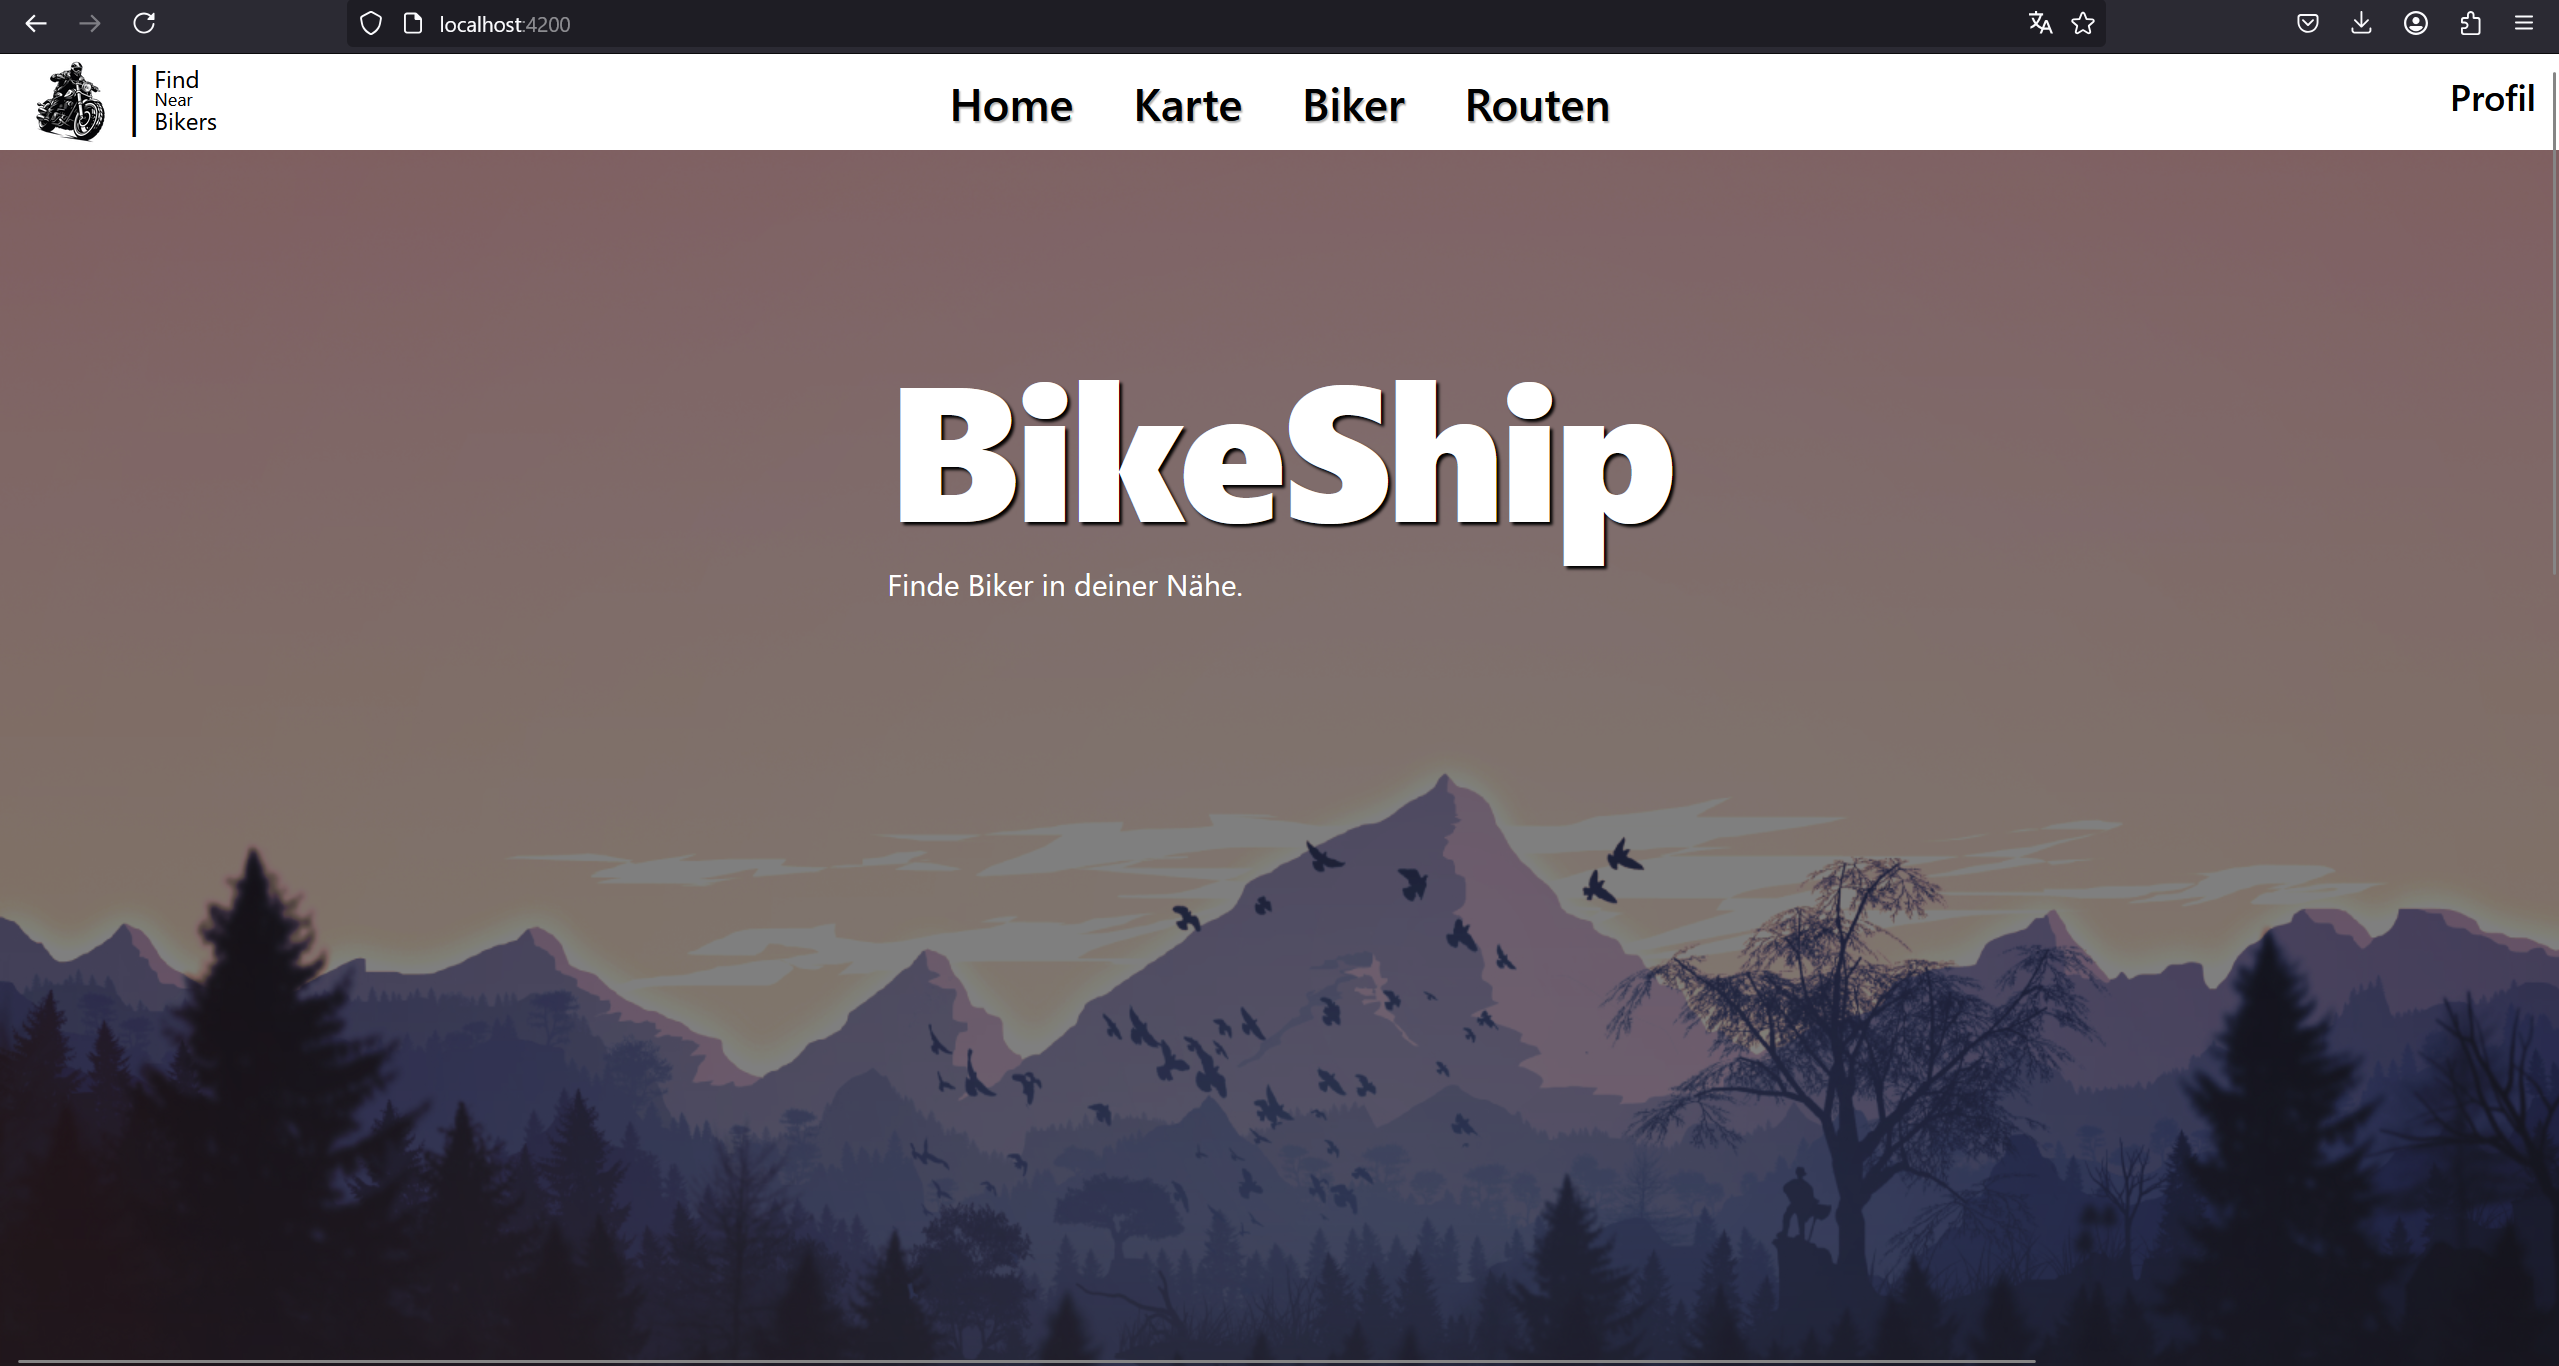 localhost:4200
Find
Near
Bikers
Home Karte Biker Routen
Profil
BikeShip
Finde Biker in deiner Nähe.